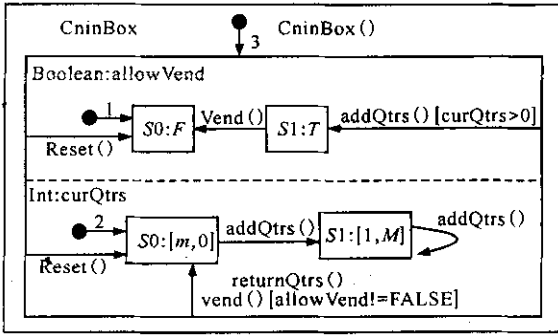 CninBox CninBox()
3
Boolean:allowVend
1
S0:F Vend() S1:T addQtrs()[curQtrs>0]
Reset()
Int:curQtrs
2
S0:[m,0] addQtrs() S1:[1,M] addQtrs()
Reset()
returnQtrs()
vend()[allowVend!=FALSE]